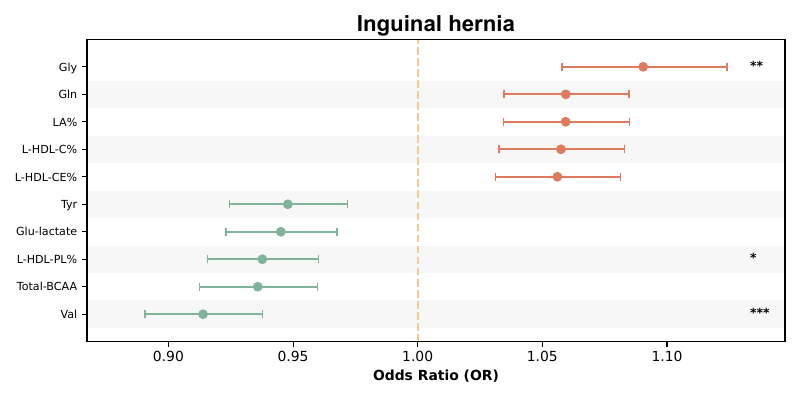 Inguinal hernia
Gly **
Gln
LA%
L-HDL-C%
L-HDL-CE%
Tyr
Glu-lactate
L-HDL-PL% *
Total-BCAA
Val ***
0.90 0.95 1.00 1.05 1.10
Odds Ratio (OR)